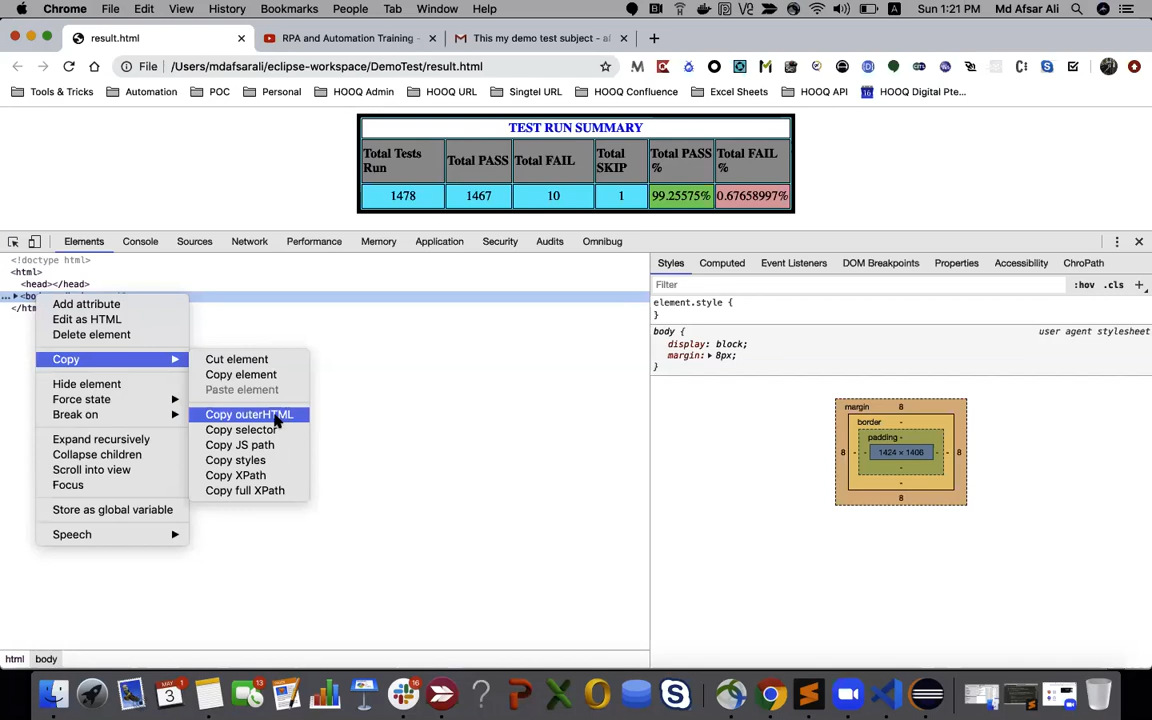 Chrome File Edit View History Bookmarks People Tab Window Help Sun 1:21 PM Md Afsar Ali
result.html RPA and Automation Training - This my demo test subject - a
File /Users/mdafsarali/eclipse-workspace/DemoTest/result.html
Tools & Tricks Automation POC Personal HOOQ Admin HOOQ URL Singtel URL HOOQ Confluence Excel Sheets HOOQ API HOOQ Digital Pte...
TEST RUN SUMMARY
Total Tests Run Total PASS Total FAIL Total SKIP Total PASS % Total FAIL %
1478 1467 10 1 99.25575% 0.67658997%
Elements Console Sources Network Performance Memory Application Security Audits Omnibug
<!doctype html>
<html>
<head></head>
... <bo
</htm
Add attribute
Edit as HTML
Delete element
Copy
Hide element
Force state
Break on
Expand recursively
Collapse children
Scroll into view
Focus
Store as global variable
Speech
Cut element
Copy element
Paste element
Copy outerHTML
Copy selector
Copy JS path
Copy styles
Copy XPath
Copy full XPath
Styles Computed Event Listeners DOM Breakpoints Properties Accessibility ChroPath
Filter :hov .cls +
element.style {
}
body { user agent stylesheet
display: block;
margin: 8px;
}
margin 8
border -
padding -
8 - - 1424 × 1406 - - 8
-
-
8
html body
MAY 3 1 13 16